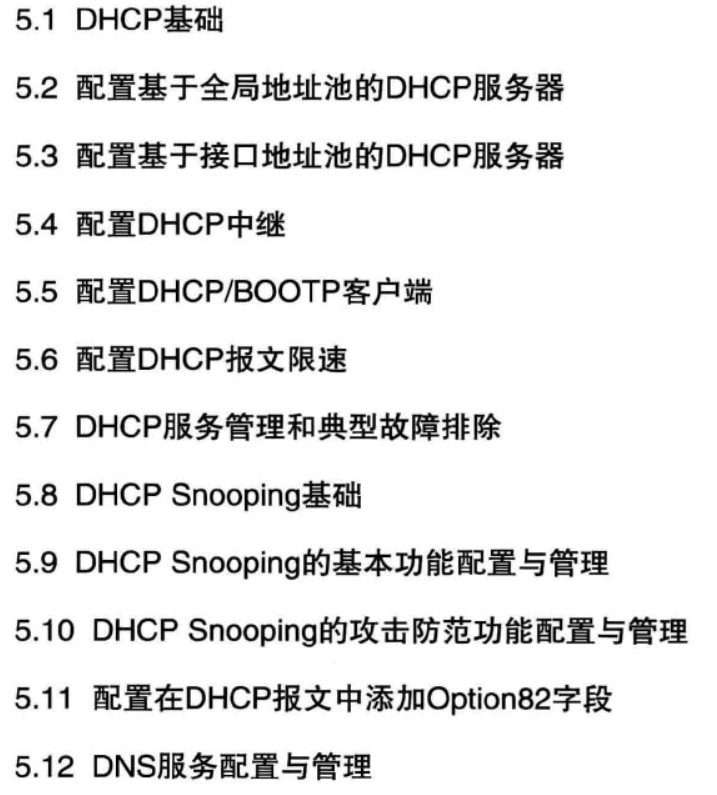 5.1 DHCP基础
5.2 配置基于全局地址池的DHCP服务器
5.3 配置基于接口地址池的DHCP服务器
5.4 配置DHCP中继
5.5 配置DHCP/BOOTP客户端
5.6 配置DHCP报文限速
5.7 DHCP服务管理和典型故障排除
5.8 DHCP Snooping基础
5.9 DHCP Snooping的基本功能配置与管理
5.10 DHCP Snooping的攻击防范功能配置与管理
5.11 配置在DHCP报文中添加Option82字段
5.12 DNS服务配置与管理